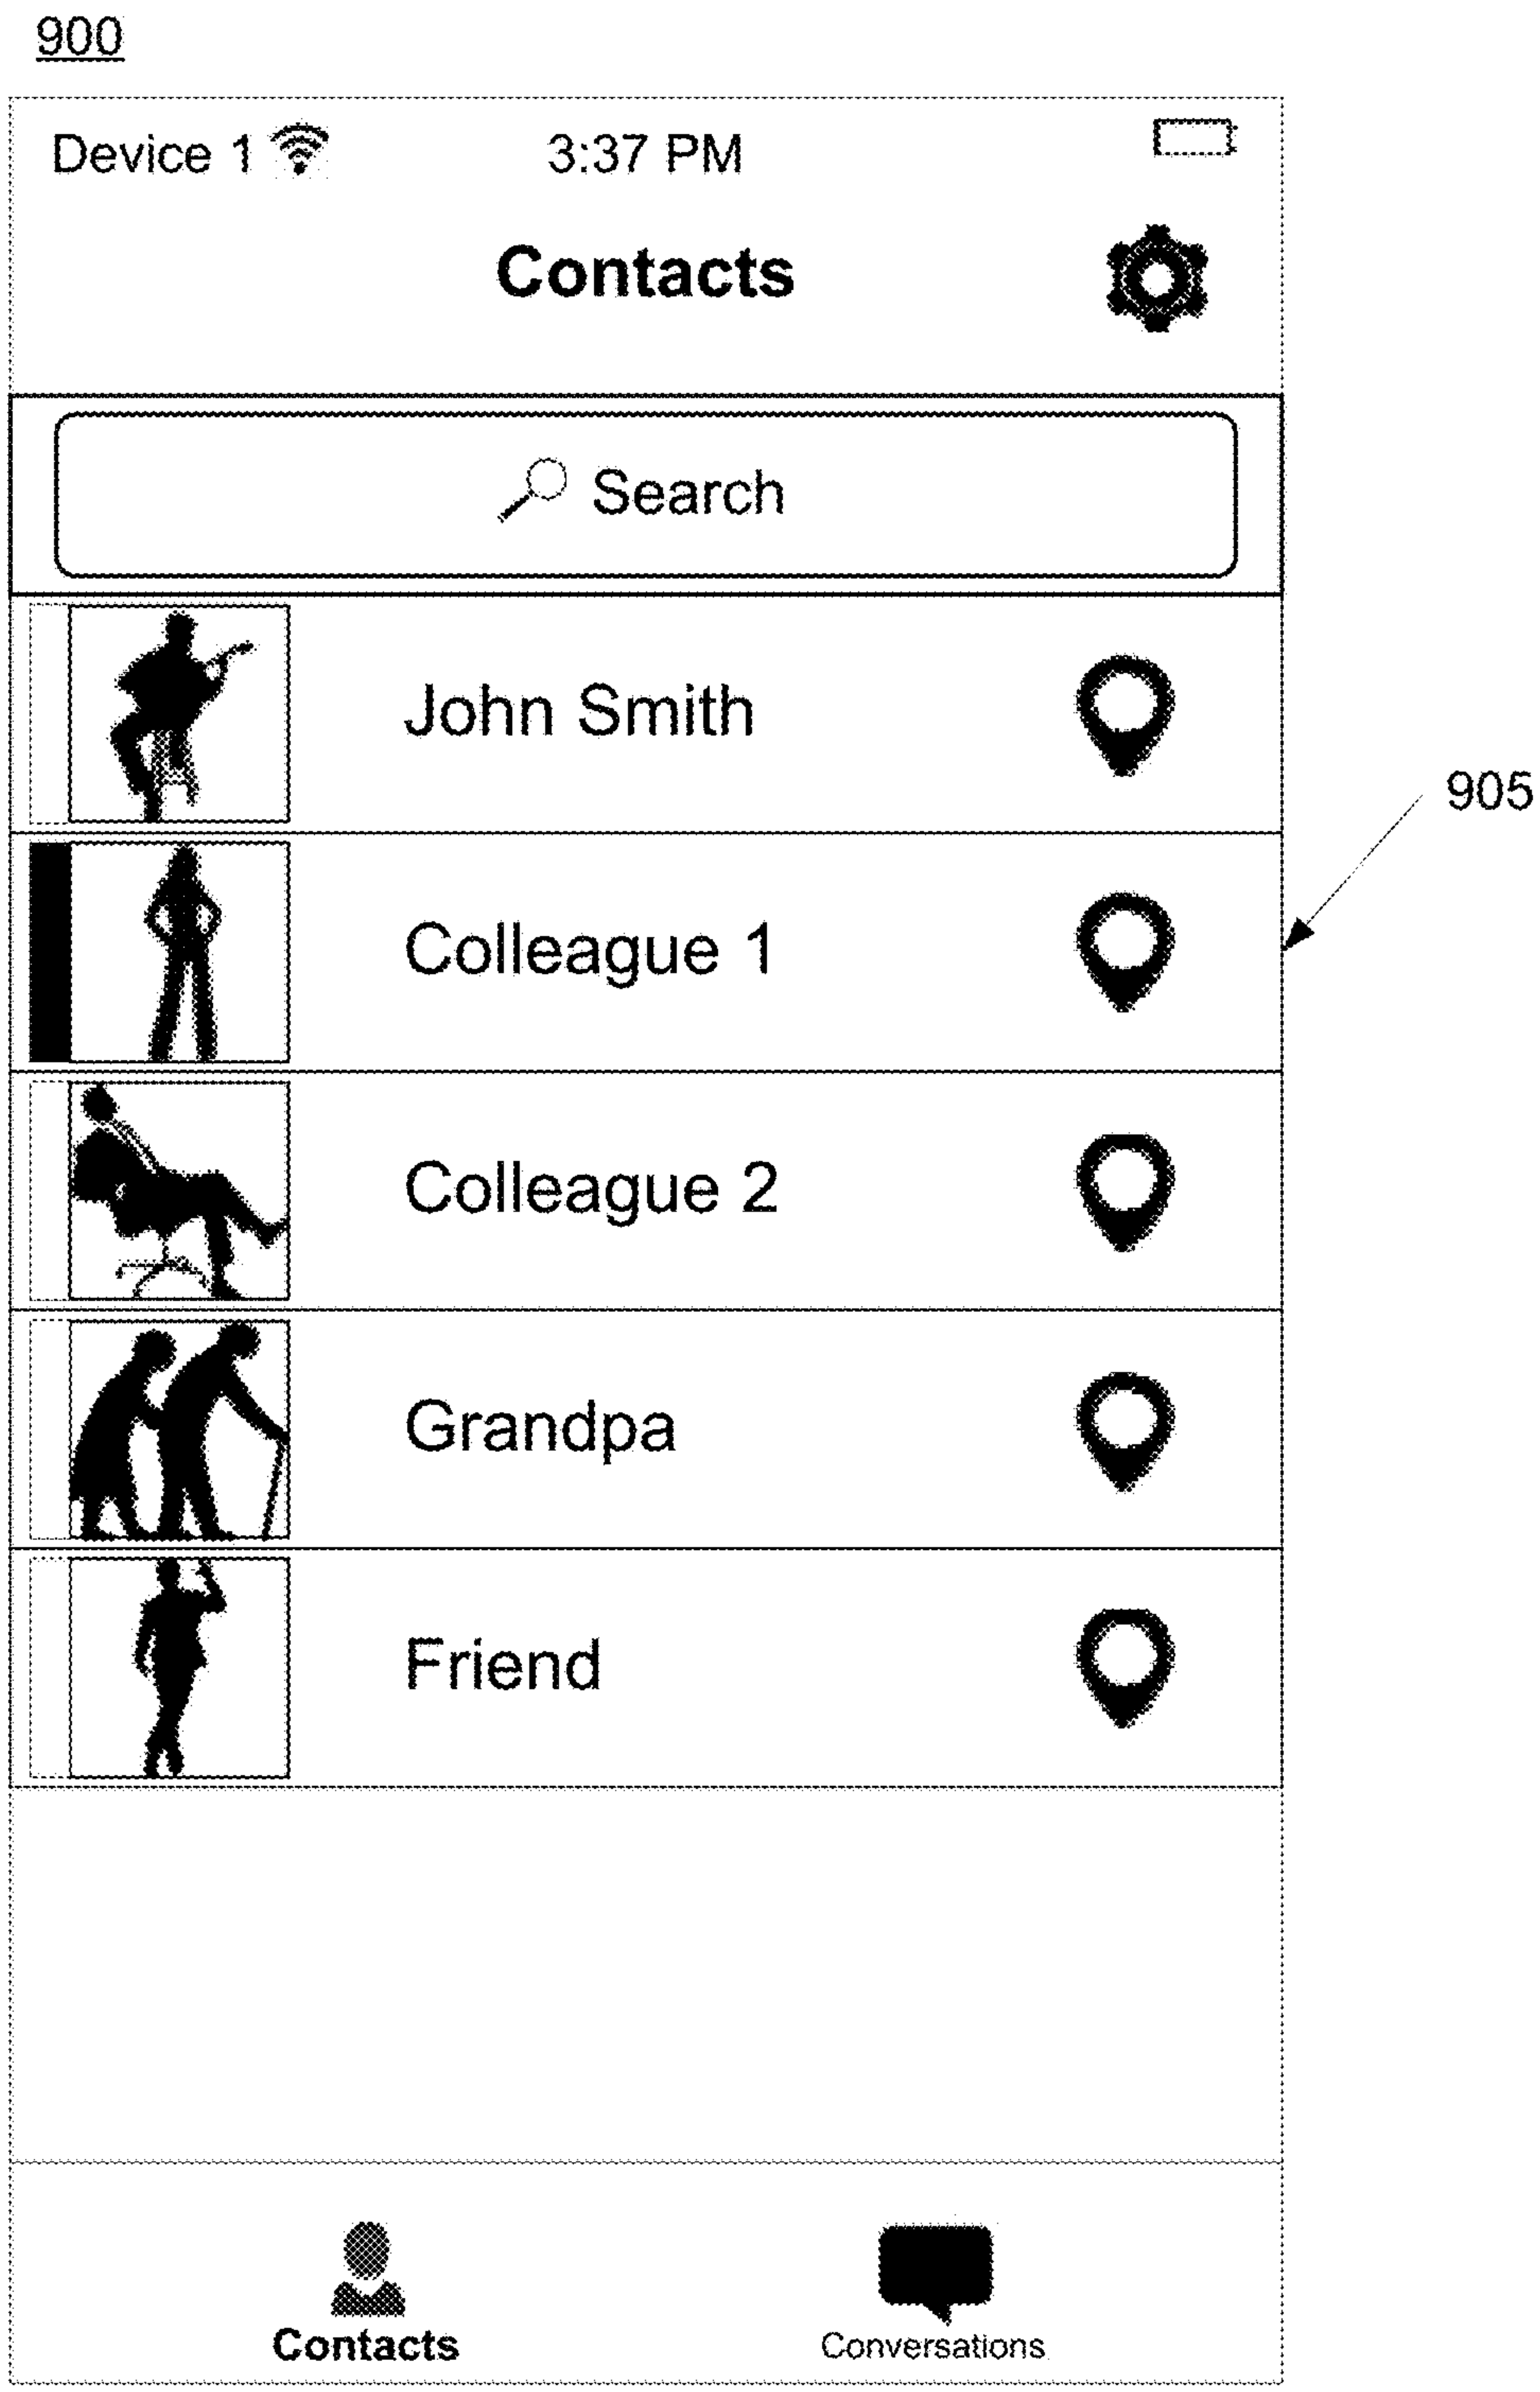 900
Device 1 3:37 PM
Contacts
Search
John Smith
905
Colleague 1
Colleague 2
Grandpa
Friend
Contacts Conversations